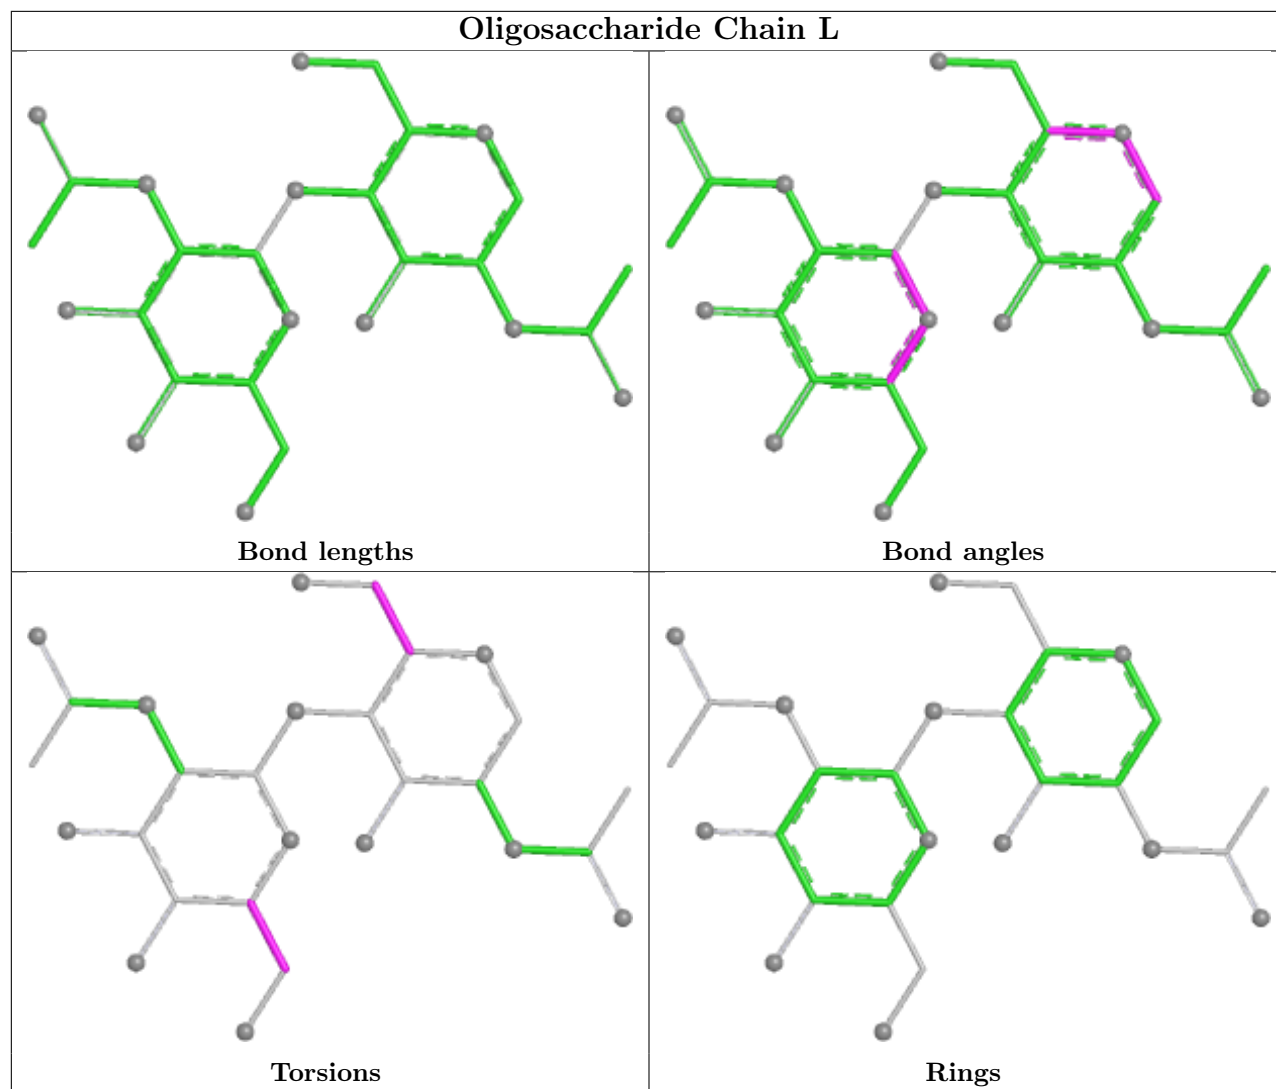 Oligosaccharide Chain L
Bond lengths
Bond angles
Torsions
Rings